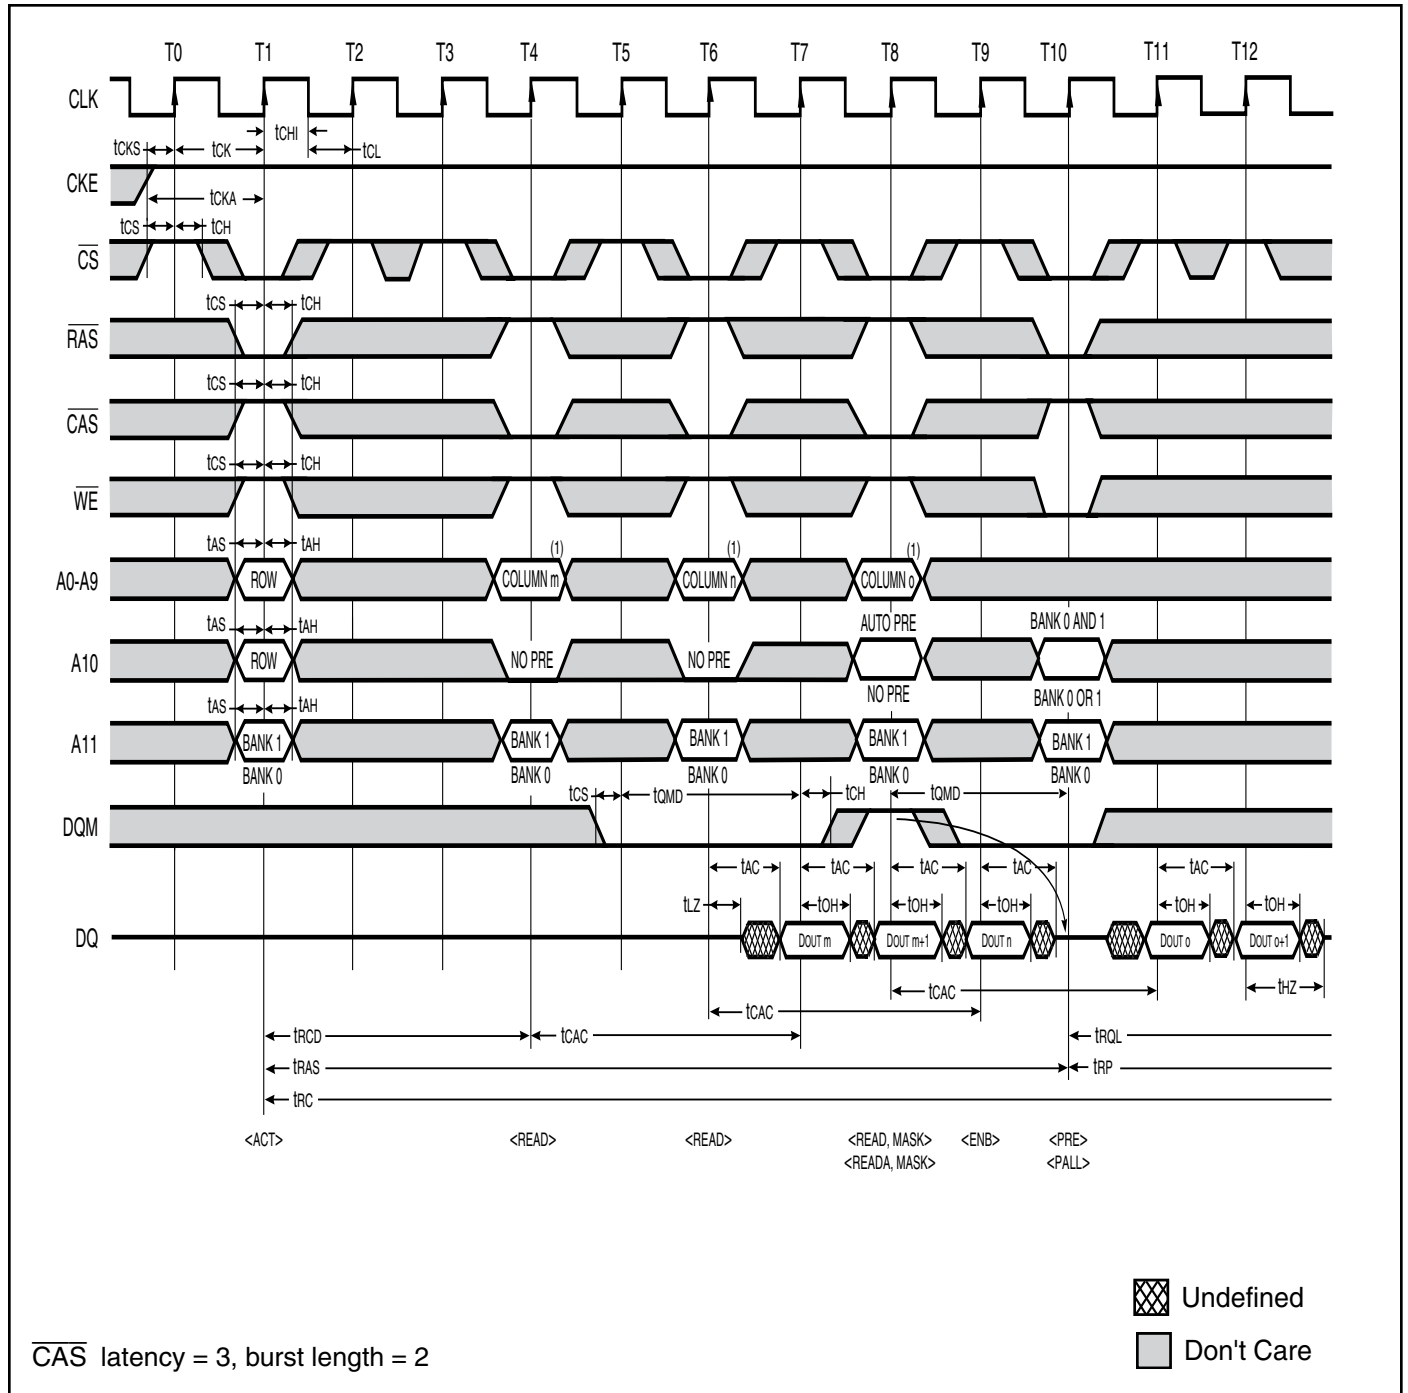 T0 T1 T2 T3 T4 T5 T6 T7 T8 T9 T10 T11 T12
CLK
tCHI
tCKS tCK tCL
CKE
tCKA
tCS tCH
CS
tCS tCH
RAS
tCS tCH
CAS
tCS tCH
WE
tAS tAH (1) (1) (1)
A0-A9 ROW COLUMN m COLUMN n COLUMN o
tAS tAH AUTO PRE BANK 0 AND 1
A10 ROW NO PRE NO PRE
NO PRE BANK 0 OR 1
tAS tAH
A11 BANK 1 BANK 1 BANK 1 BANK 1 BANK 1
BANK 0 BANK 0 BANK 0 BANK 0 BANK 0
tCS tQMD tCH tQMD
DQM
tAC tAC tAC tAC tAC
tLZ tOH tOH tOH tOH tOH
DQ DOUT m DOUT m+1 DOUT n DOUT o DOUT o+1
tCAC tHZ
tCAC
tRCD tCAC tRQL
tRAS tRP
tRC
<ACT> <READ> <READ> <READ, MASK> <ENB> <PRE>
<READA, MASK> <PALL>
Undefined
CAS latency = 3, burst length = 2
Don't Care